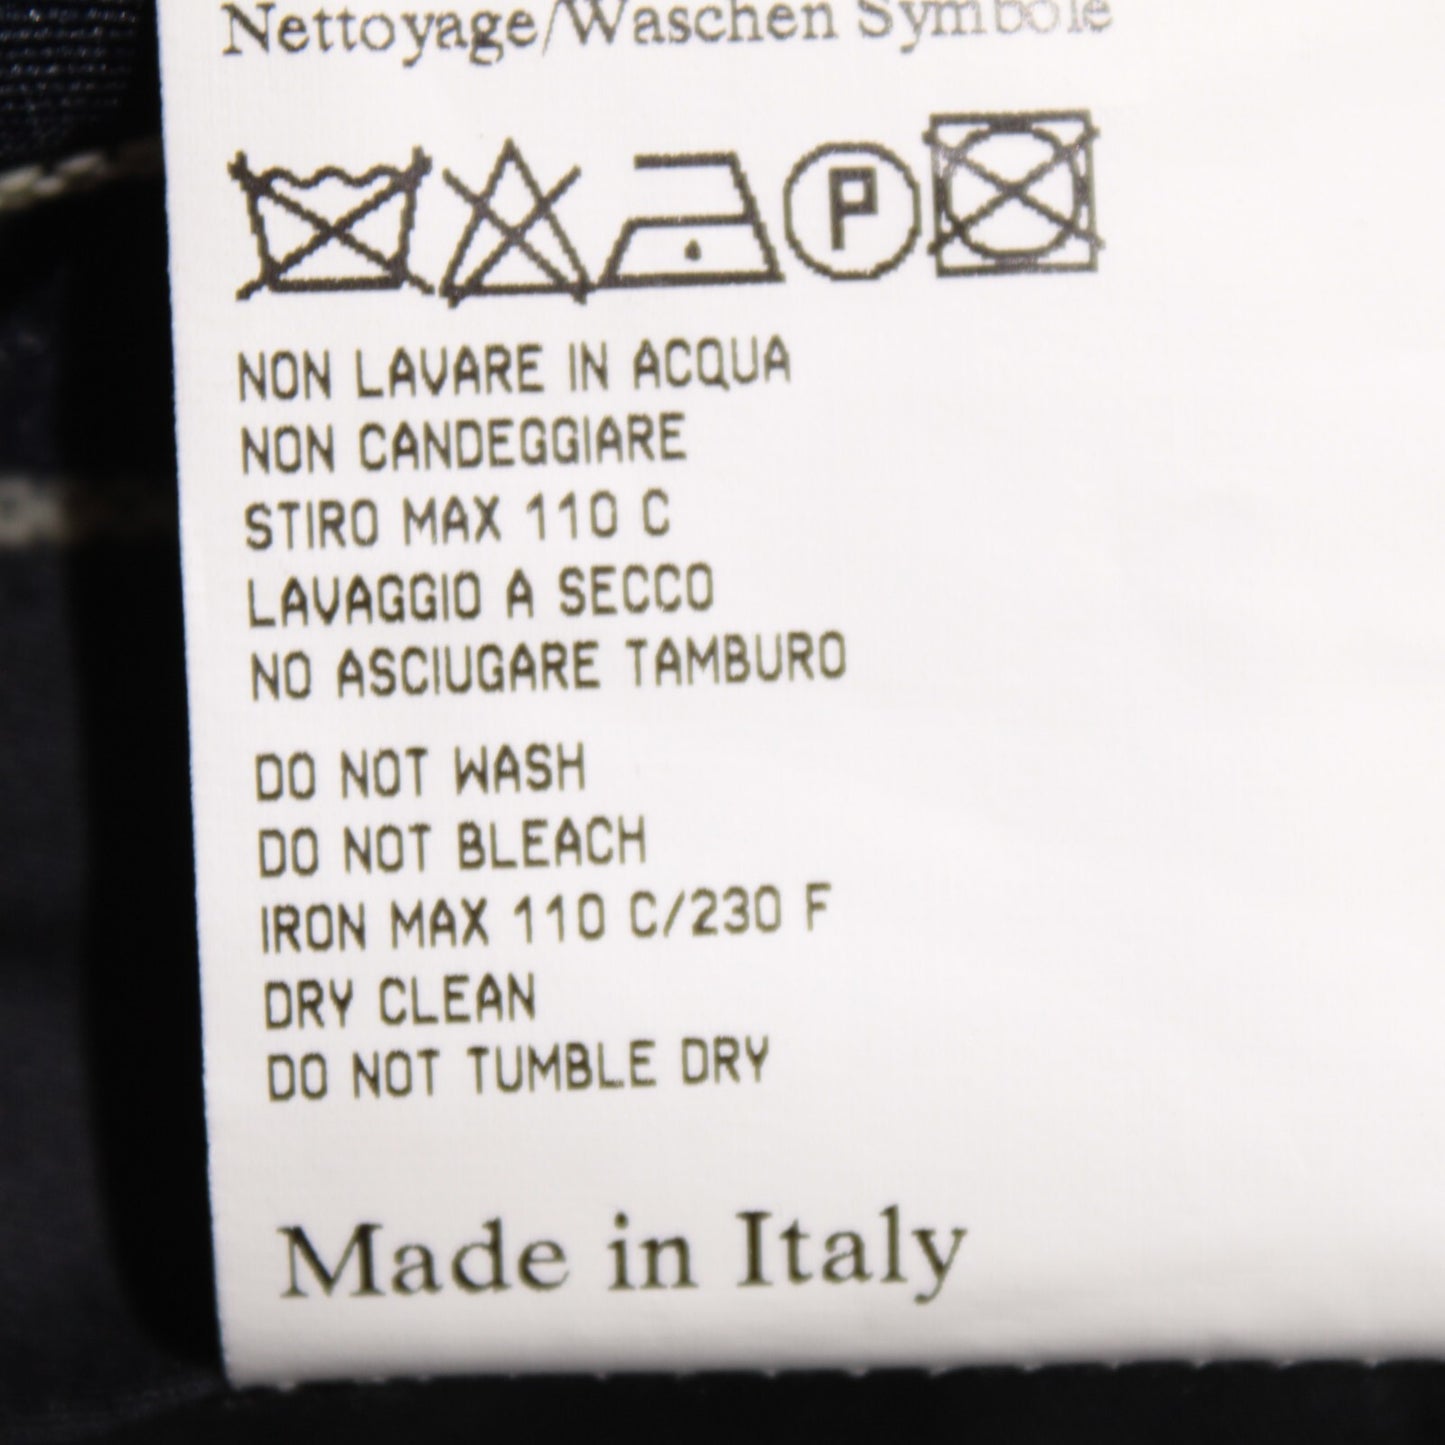 Nettoyage/Waschen Symbole
P
NON LAVARE IN ACQUA
NON CANDEGGIARE
STIRO MAX 110 C
LAVAGGIO A SECCO
NO ASCIUGARE TAMBURO
DO NOT WASH
DO NOT BLEACH
IRON MAX 110 C/230 F
DRY CLEAN
DO NOT TUMBLE DRY
Made in Italy